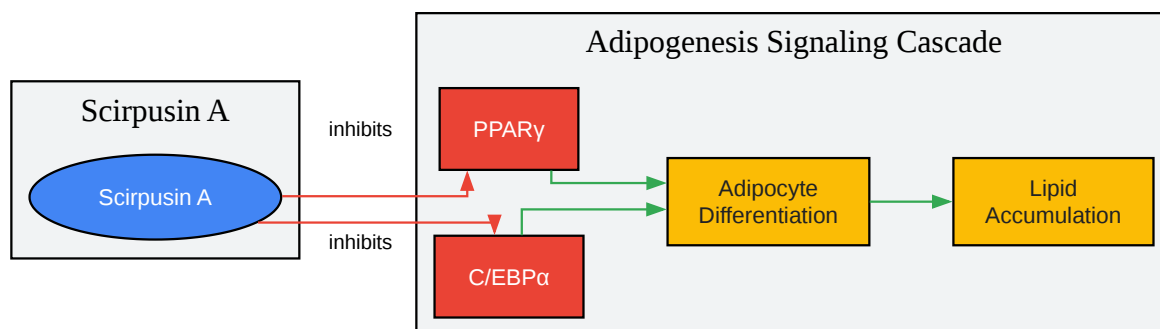 Adipogenesis Signaling Cascade
Scirpusin A
inhibits
PPARγ
Scirpusin A
Adipocyte
Differentiation
Lipid
Accumulation
inhibits
C/EBPα